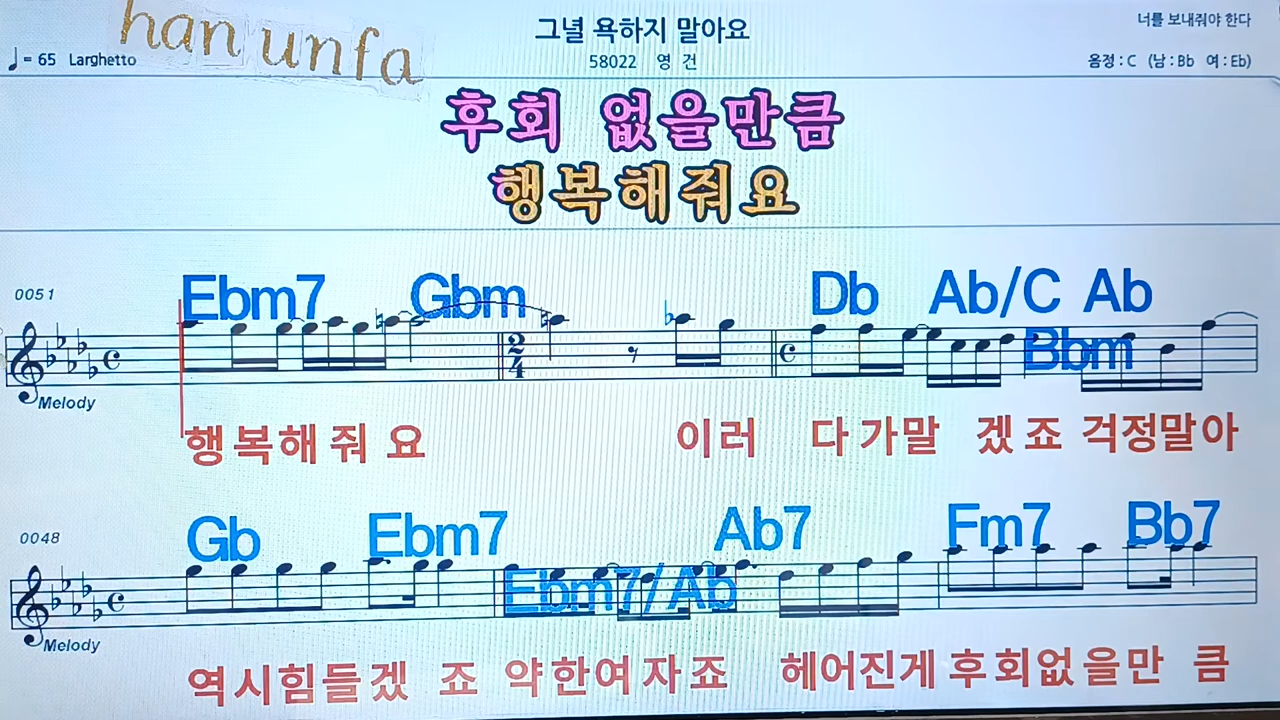 han unfa
그녈 욕하지 말아요
너를 보내줘야 한다
♩= 65 Larghetto
58022 영 건
음정 : C (남 : Bb 여 : Eb)
후회 없을만큼
행복해줘요
0051
Ebm7 Gbm Db Ab/C Ab
Bbm
2
4
Melody
행복해 줘 요 이러 다가말 겠죠 걱정말아
0048
Gb Ebm7 Ab7 Fm7 Bb7
Ebm7/Ab
Melody
역시힘들겠 죠 약한여자죠 헤어진게 후회없을만 큼